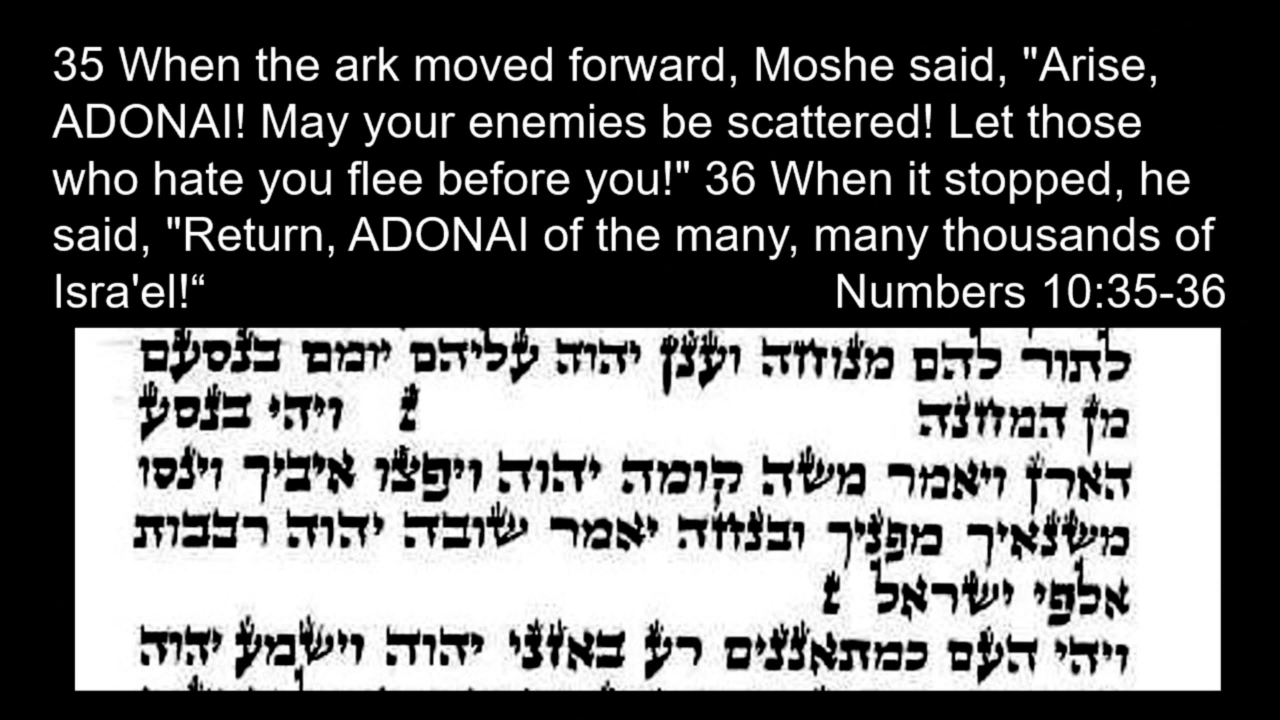 35 When the ark moved forward, Moshe said, "Arise,
ADONAI! May your enemies be scattered! Let those
who hate you flee before you!" 36 When it stopped, he
said, "Return, ADONAI of the many, many thousands of
Isra'el!“ Numbers 10:35-36
לתור להם מנוחה וענן יהוה עליהם יומם בנסעם
מן המחנה ׆ ויהי בנסע
הארן ויאמר משה קומה יהוה ויפצו איביך וינסו
משנאיך מפניך ובנחה יאמר שובה יהוה רבבות
אלפי ישראל ׆
ויהי העם כמתאננים רע באזני יהוה וישמע יהוה